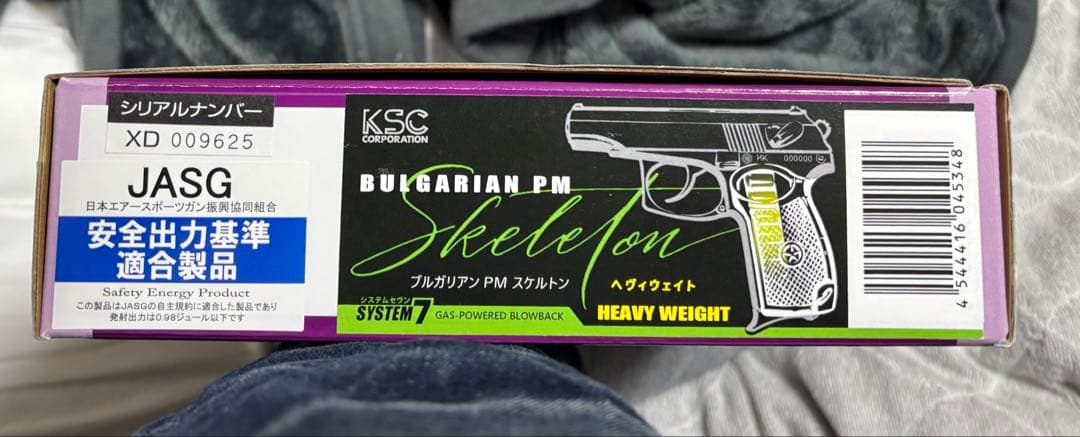 シリアルナンバー
XD 009625
JASG
日本エアースポーツガン振興協同組合
安全出力基準
適合製品
Safety Energy Product
この製品はJASGの自主規約に適合した製品であり
発射出力は0.98ジュール以下です
KSC
CORPORATION
BULGARIAN PM
Skeleton
ブルガリアン PM スケルトン
システム セヴン
SYSTEM 7 GAS-POWERED BLOWBACK
ヘヴィウェイト
HEAVY WEIGHT
ИК 000000
4 544416 045348